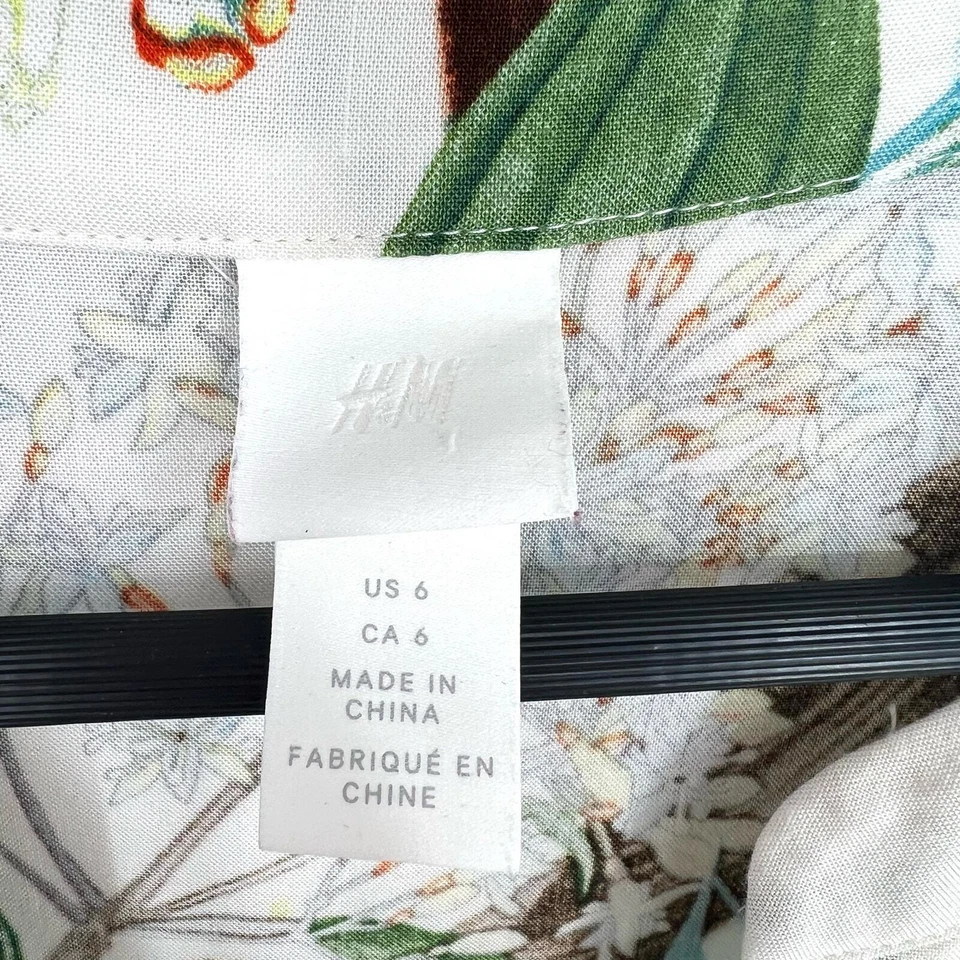 H&M
US 6
CA 6
MADE IN
CHINA
FABRIQUÉ EN
CHINE